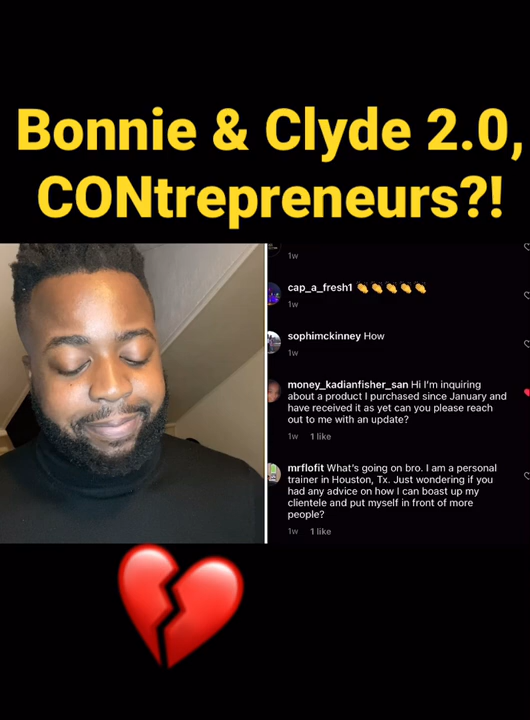 Bonnie & Clyde 2.0,
CONtrepreneurs?!
1w
cap_a_fresh1 👏👏👏👏👏
1w
sophimckinney How
1w
money_kadianfisher_san Hi I'm inquiring
about a product I purchased since January and
have received it as yet can you please reach
out to me with an update?
1w 1 like
mrflofit What's going on bro. I am a personal
trainer in Houston, Tx. Just wondering if you
had any advice on how I can boast up my
clientele and put myself in front of more
people?
1w 1 like